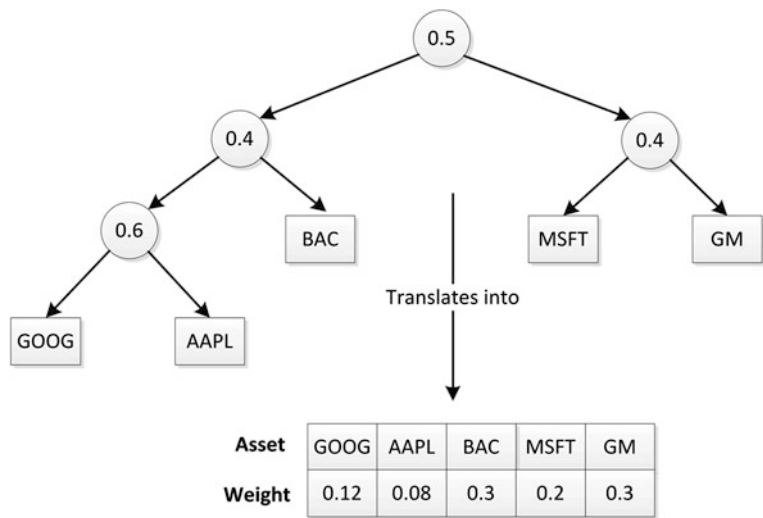 0.5
0.4
0.4
0.6
BAC
MSFT
GM
Translates into
GOOG
AAPL
Asset GOOG AAPL BAC MSFT GM
Weight 0.12 0.08 0.3 0.2 0.3